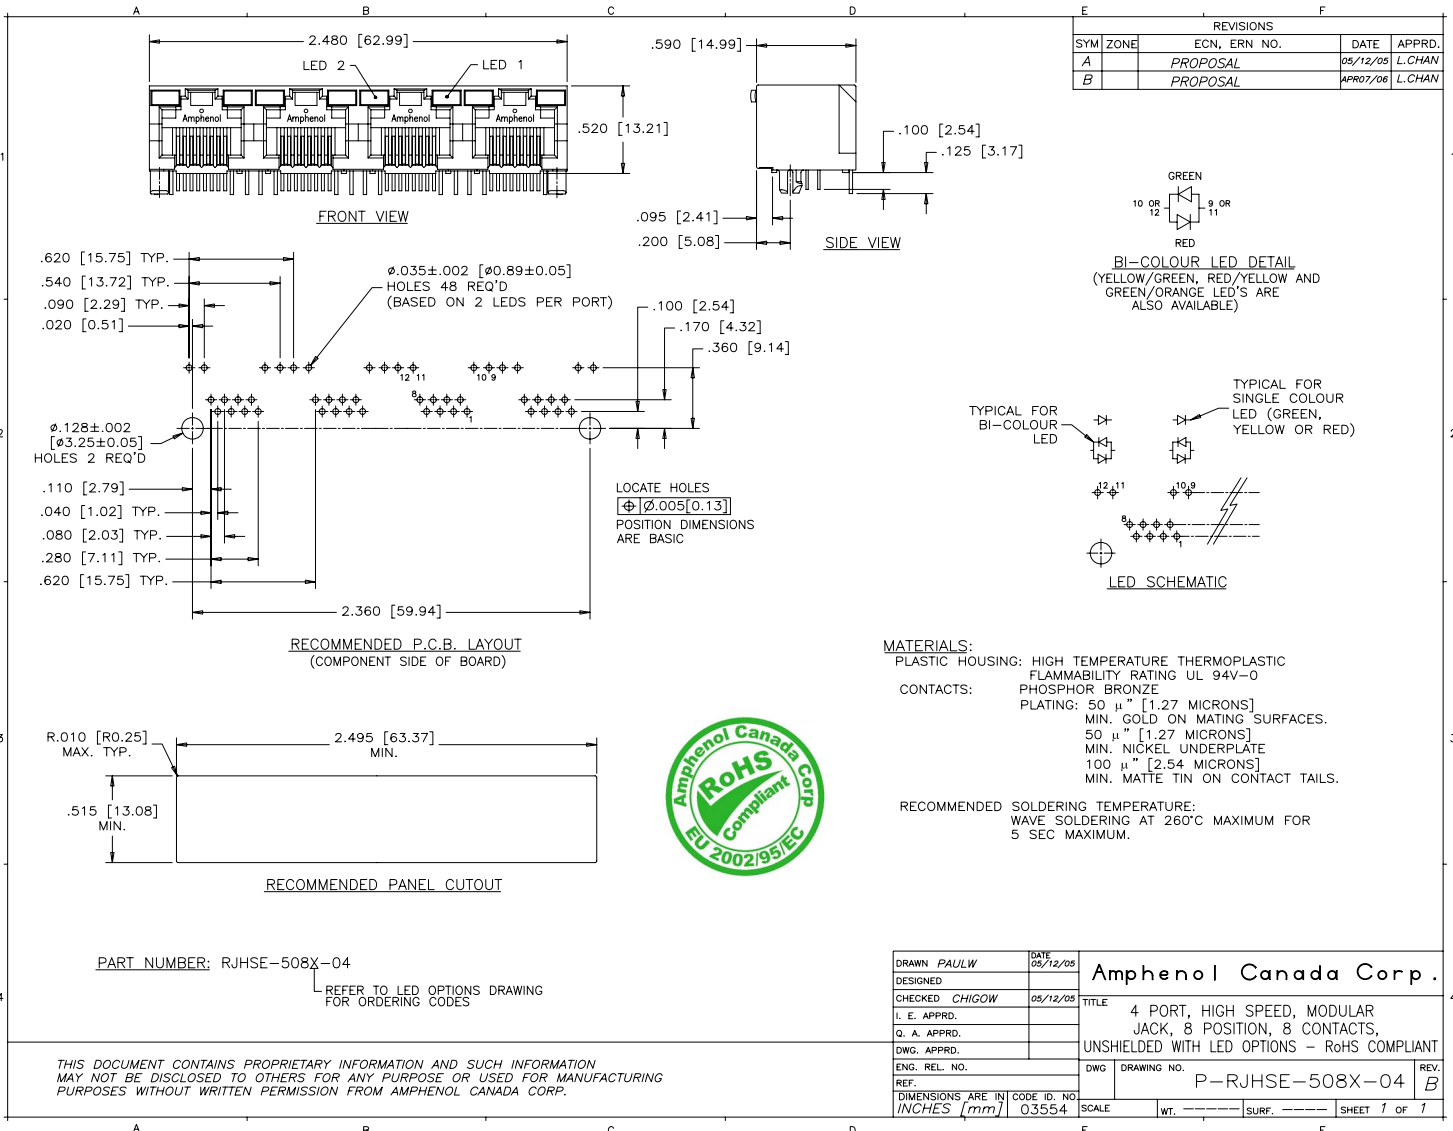 A B C D E F
REVISIONS
SYM ZONE ECN, ERN NO. DATE APPRD.
A PROPOSAL 05/12/05 L.CHAN
B PROPOSAL APR07/06 L.CHAN
2.480 [62.99]
LED 2
LED 1
Amphenol Amphenol Amphenol Amphenol
.520 [13.21]
FRONT VIEW
.590 [14.99]
.100 [2.54]
.125 [3.17]
.095 [2.41]
.200 [5.08]
SIDE VIEW
GREEN
10 OR 12
9 OR 11
RED
BI-COLOUR LED DETAIL
(YELLOW/GREEN, RED/YELLOW AND
GREEN/ORANGE LED'S ARE
ALSO AVAILABLE)
1
.620 [15.75] TYP.
.540 [13.72] TYP.
.090 [2.29] TYP.
.020 [0.51]
ø.035±.002 [ø0.89±0.05]
HOLES 48 REQ'D
(BASED ON 2 LEDS PER PORT)
.100 [2.54]
.170 [4.32]
.360 [9.14]
12 11
10 9
8
1
ø.128±.002
[ø3.25±0.05]
HOLES 2 REQ'D
.110 [2.79]
.040 [1.02] TYP.
.080 [2.03] TYP.
.280 [7.11] TYP.
.620 [15.75] TYP.
2.360 [59.94]
LOCATE HOLES
⌖ Ø.005[0.13]
POSITION DIMENSIONS
ARE BASIC
RECOMMENDED P.C.B. LAYOUT
(COMPONENT SIDE OF BOARD)
TYPICAL FOR
BI-COLOUR
LED
TYPICAL FOR
SINGLE COLOUR
LED (GREEN,
YELLOW OR RED)
12 11
10 9
8
1
LED SCHEMATIC
2 2
MATERIALS:
PLASTIC HOUSING: HIGH TEMPERATURE THERMOPLASTIC
FLAMMABILITY RATING UL 94V-0
CONTACTS: PHOSPHOR BRONZE
PLATING: 50 μ" [1.27 MICRONS]
MIN. GOLD ON MATING SURFACES.
50 μ" [1.27 MICRONS]
MIN. NICKEL UNDERPLATE
100 μ" [2.54 MICRONS]
MIN. MATTE TIN ON CONTACT TAILS.
RECOMMENDED SOLDERING TEMPERATURE:
WAVE SOLDERING AT 260°C MAXIMUM FOR
5 SEC MAXIMUM.
3 3
R.010 [R0.25]
MAX. TYP.
2.495 [63.37]
MIN.
.515 [13.08]
MIN.
RECOMMENDED PANEL CUTOUT
Amphenol Canada Corp
RoHS
Compliant
EU 2002/95/EC
PART NUMBER: RJHSE-508X-04
REFER TO LED OPTIONS DRAWING
FOR ORDERING CODES
4 4
THIS DOCUMENT CONTAINS PROPRIETARY INFORMATION AND SUCH INFORMATION
MAY NOT BE DISCLOSED TO OTHERS FOR ANY PURPOSE OR USED FOR MANUFACTURING
PURPOSES WITHOUT WRITTEN PERMISSION FROM AMPHENOL CANADA CORP.
DRAWN PAULW DATE 05/12/05
DESIGNED
CHECKED CHIGOW 05/12/05
I. E. APPRD.
Q. A. APPRD.
DWG. APPRD.
ENG. REL. NO.
REF.
DIMENSIONS ARE IN
INCHES [mm]
CODE ID. NO.
03554
Amphenol Canada Corp.
TITLE
4 PORT, HIGH SPEED, MODULAR
JACK, 8 POSITION, 8 CONTACTS,
UNSHIELDED WITH LED OPTIONS - RoHS COMPLIANT
DWG DRAWING NO. P-RJHSE-508X-04 REV. B
SCALE WT. ------ SURF. ------ SHEET 1 OF 1
A B C D E F